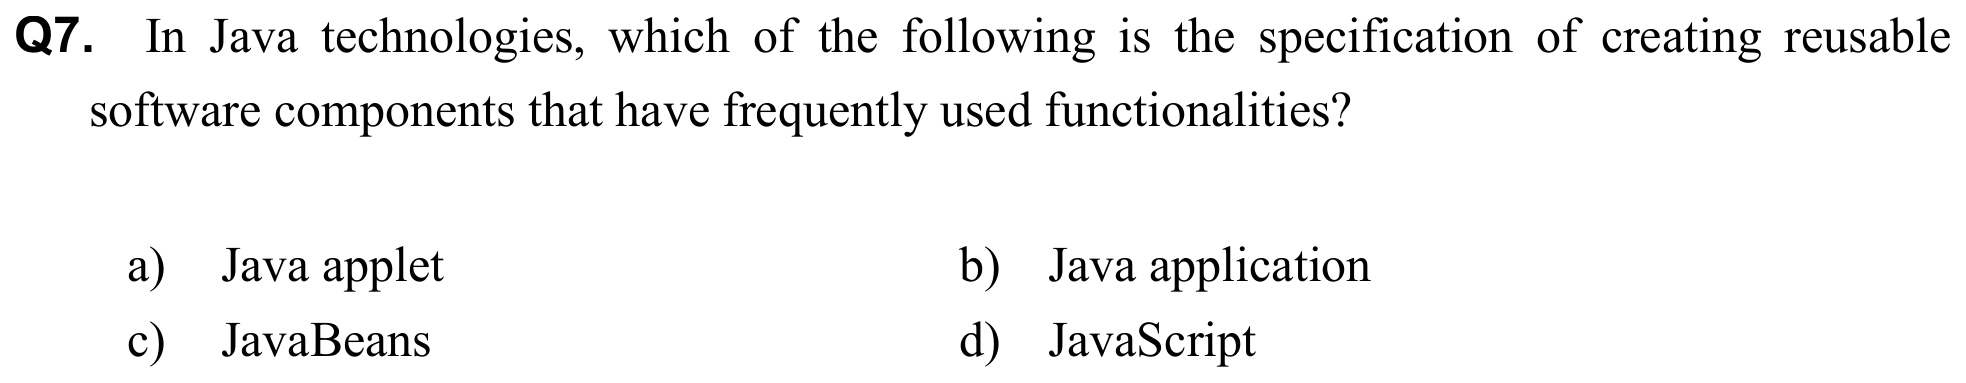 Q7. In Java technologies, which of the following is the specification of creating reusable
software components that have frequently used functionalities?
a) Java applet b) Java application
c) JavaBeans d) JavaScript